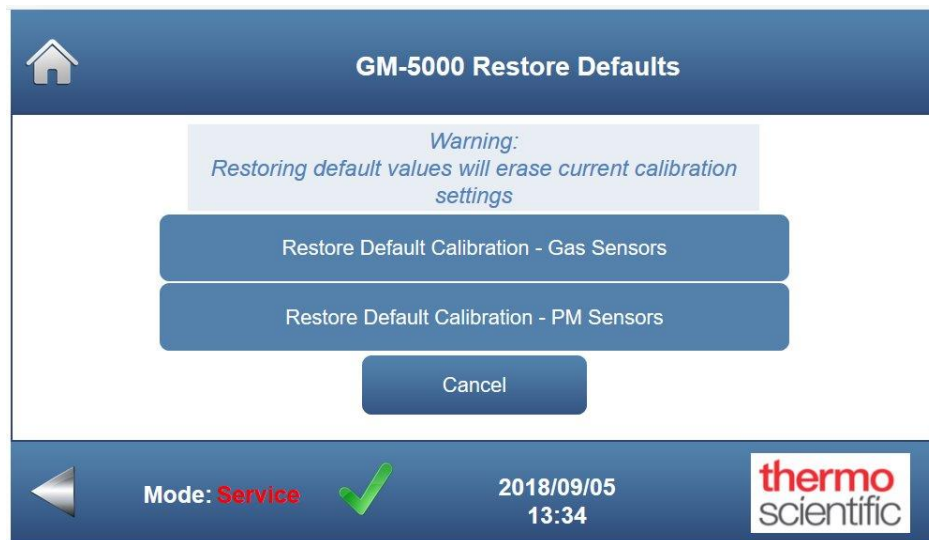 GM-5000 Restore Defaults
Warning:
Restoring default values will erase current calibration
settings
Restore Default Calibration - Gas Sensors
Restore Default Calibration - PM Sensors
Cancel
Mode: Service
2018/09/05
13:34
thermo
scientific